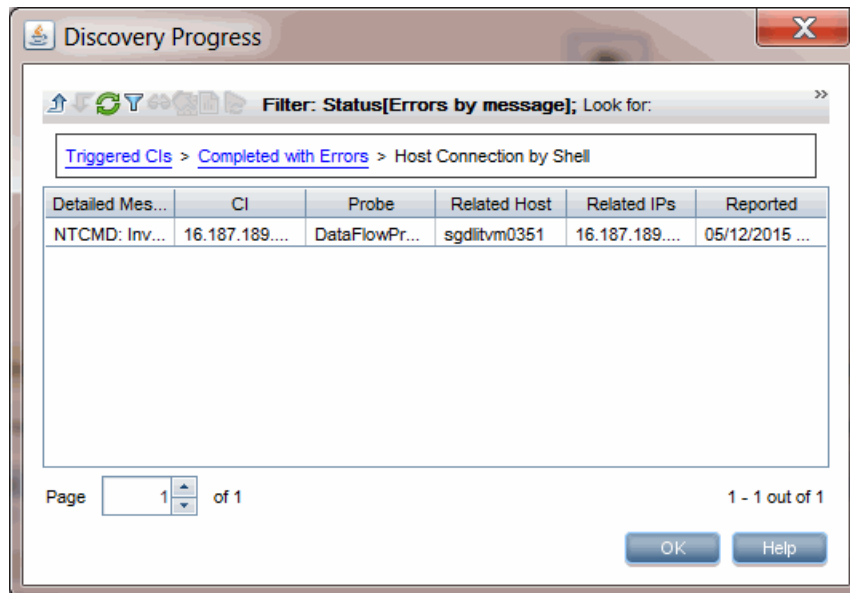 Discovery Progress
Filter: Status[Errors by message]; Look for:
Triggered CIs > Completed with Errors > Host Connection by Shell
Detailed Mes... CI Probe Related Host Related IPs Reported
NTCMD: Inv... 16.187.189.... DataFlowPr... sgdlitvm0351 16.187.189.... 05/12/2015 ...
Page 1 of 1 1 - 1 out of 1
OK Help